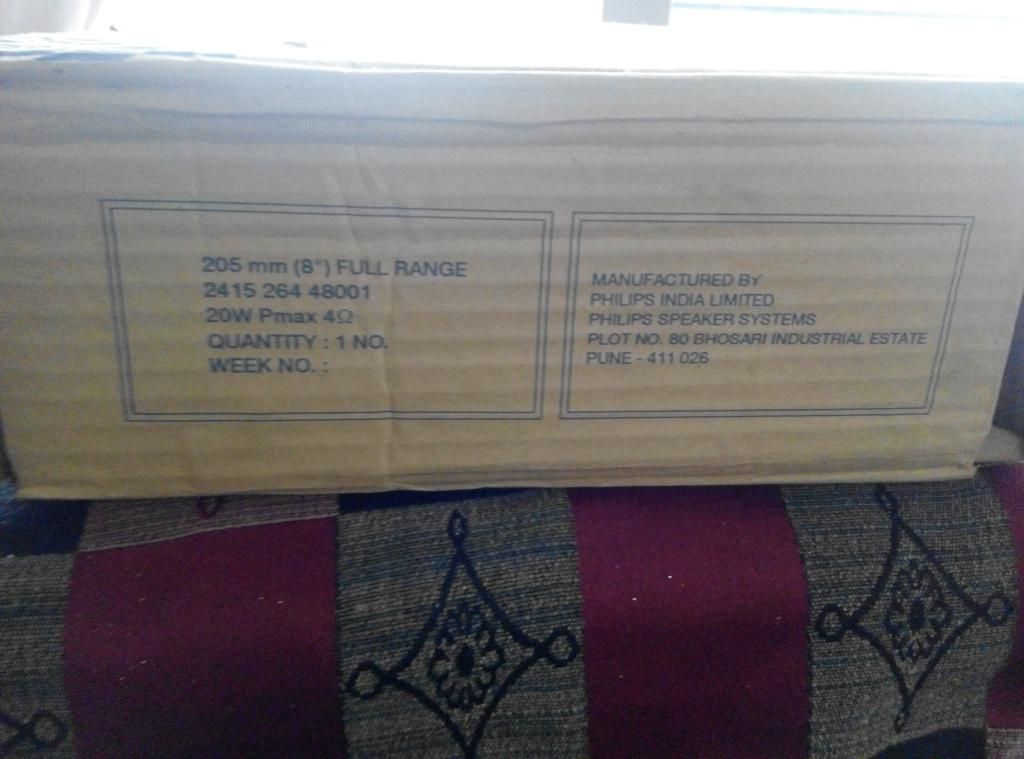 205 mm (8") FULL RANGE
2415 264 48001
20W Pmax 4Ω
QUANTITY : 1 NO.
WEEK NO. :
MANUFACTURED BY
PHILIPS INDIA LIMITED
PHILIPS SPEAKER SYSTEMS
PLOT NO. 80 BHOSARI INDUSTRIAL ESTATE
PUNE - 411 026